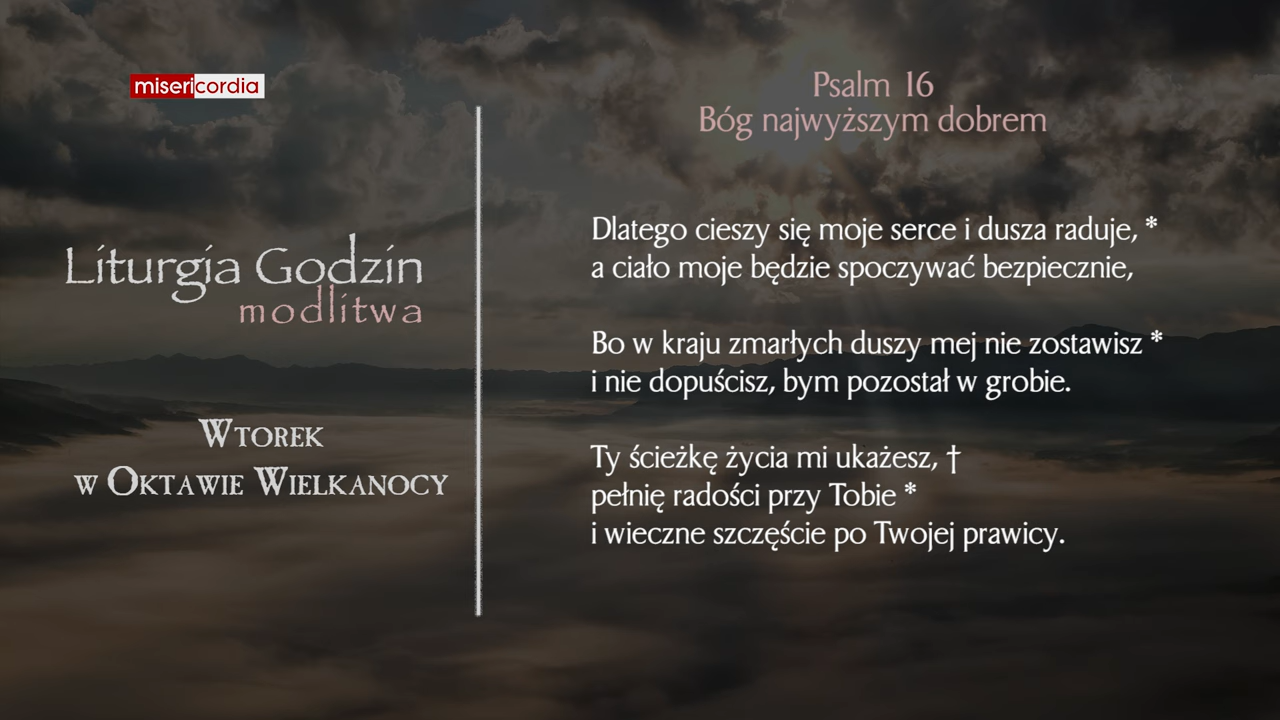 misericordia
Liturgia Godzin
modlitwa
Wtorek
w Oktawie Wielkanocy
Psalm 16
Bóg najwyższym dobrem
Dlatego cieszy się moje serce i dusza raduje, *
a ciało moje będzie spoczywać bezpiecznie,
Bo w kraju zmarłych duszy mej nie zostawisz *
i nie dopuścisz, bym pozostał w grobie.
Ty ścieżkę życia mi ukażesz, †
pełnię radości przy Tobie *
i wieczne szczęście po Twojej prawicy.